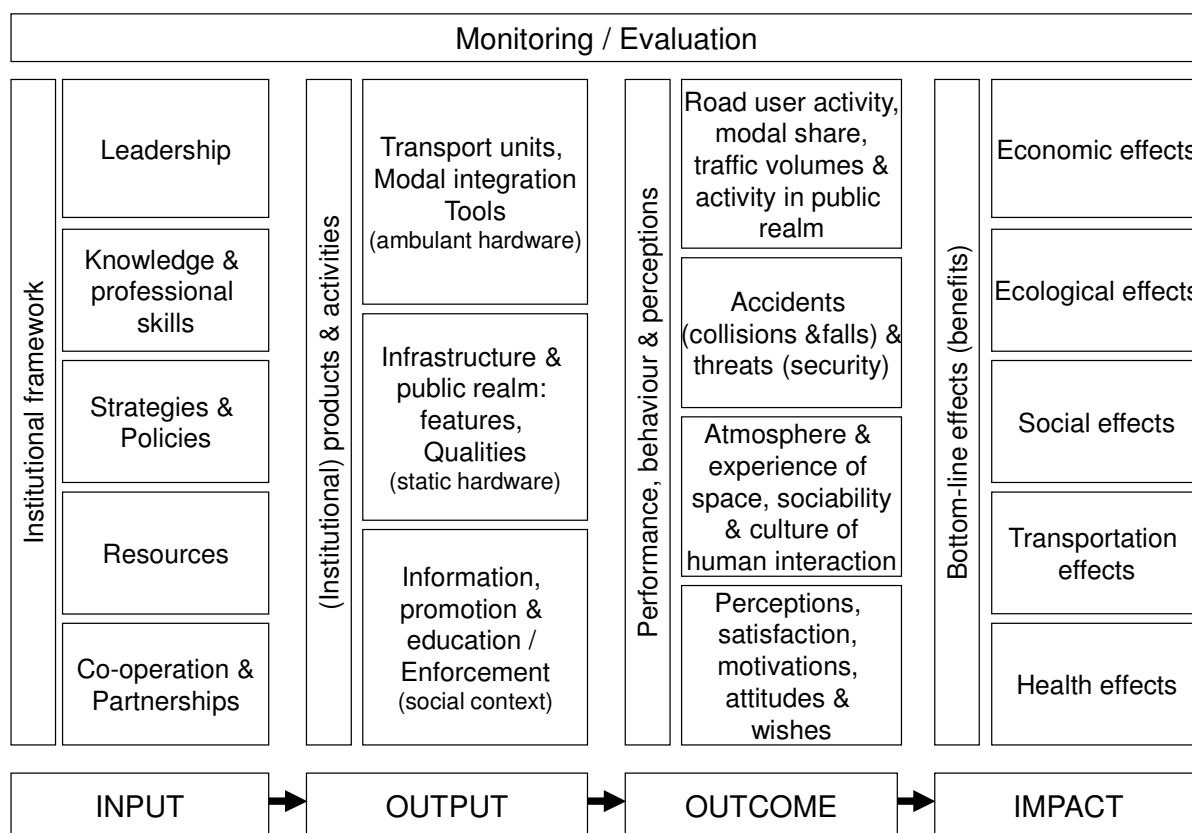 Monitoring / Evaluation
Institutional framework
Leadership
Knowledge &
professional
skills
Strategies &
Policies
Resources
Co-operation &
Partnerships
(Institutional) products & activities
Transport units,
Modal integration
Tools
(ambulant hardware)
Infrastructure &
public realm:
features,
Qualities
(static hardware)
Information,
promotion &
education /
Enforcement
(social context)
Performance, behaviour & perceptions
Road user activity,
modal share,
traffic volumes &
activity in public
realm
Accidents
(collisions &falls) &
threats (security)
Atmosphere &
experience of
space, sociability
& culture of
human interaction
Perceptions,
satisfaction,
motivations,
attitudes &
wishes
Bottom-line effects (benefits)
Economic effects
Ecological effects
Social effects
Transportation
effects
Health effects
INPUT
OUTPUT
OUTCOME
IMPACT